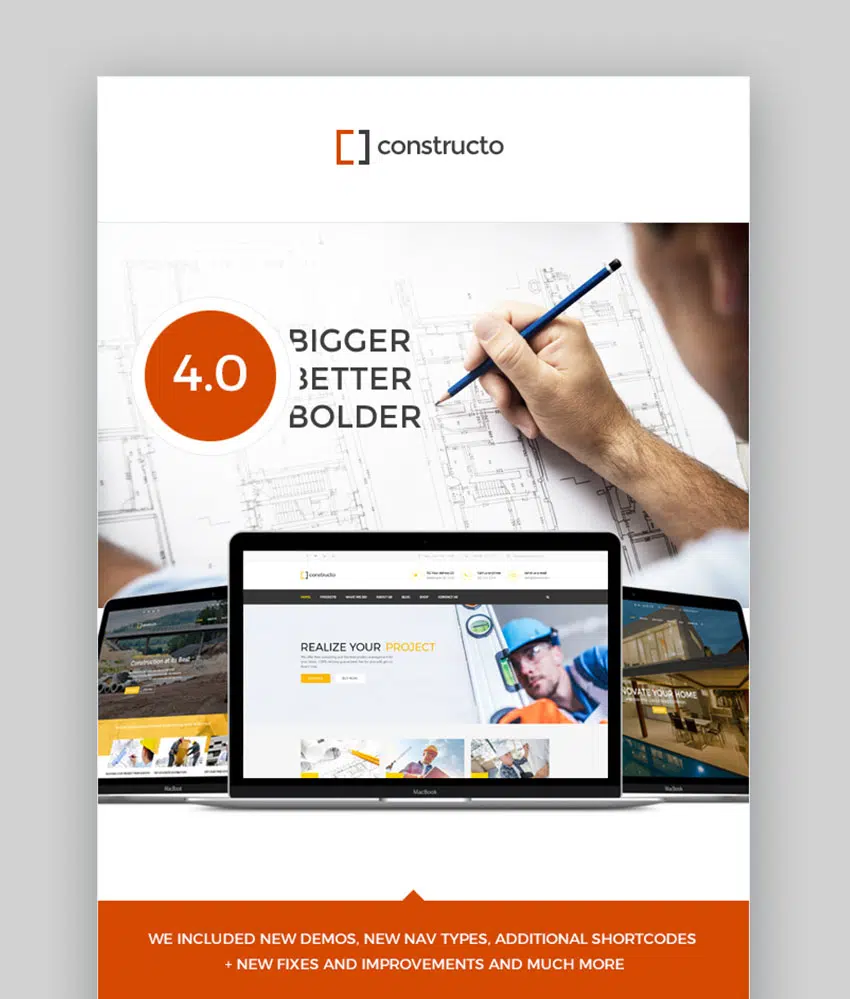 constructo
4.0
BIGGER
BETTER
BOLDER
constructo
HOME PRODUCTS WHAT WE DO ABOUT US BLOG SHOP CONTACT US
REALIZE YOUR PROJECT
BUY NOW
Construction at its Best
NOVATE YOUR HOME
MacBook
MacBook
MacBook
WE INCLUDED NEW DEMOS, NEW NAV TYPES, ADDITIONAL SHORTCODES
+ NEW FIXES AND IMPROVEMENTS AND MUCH MORE